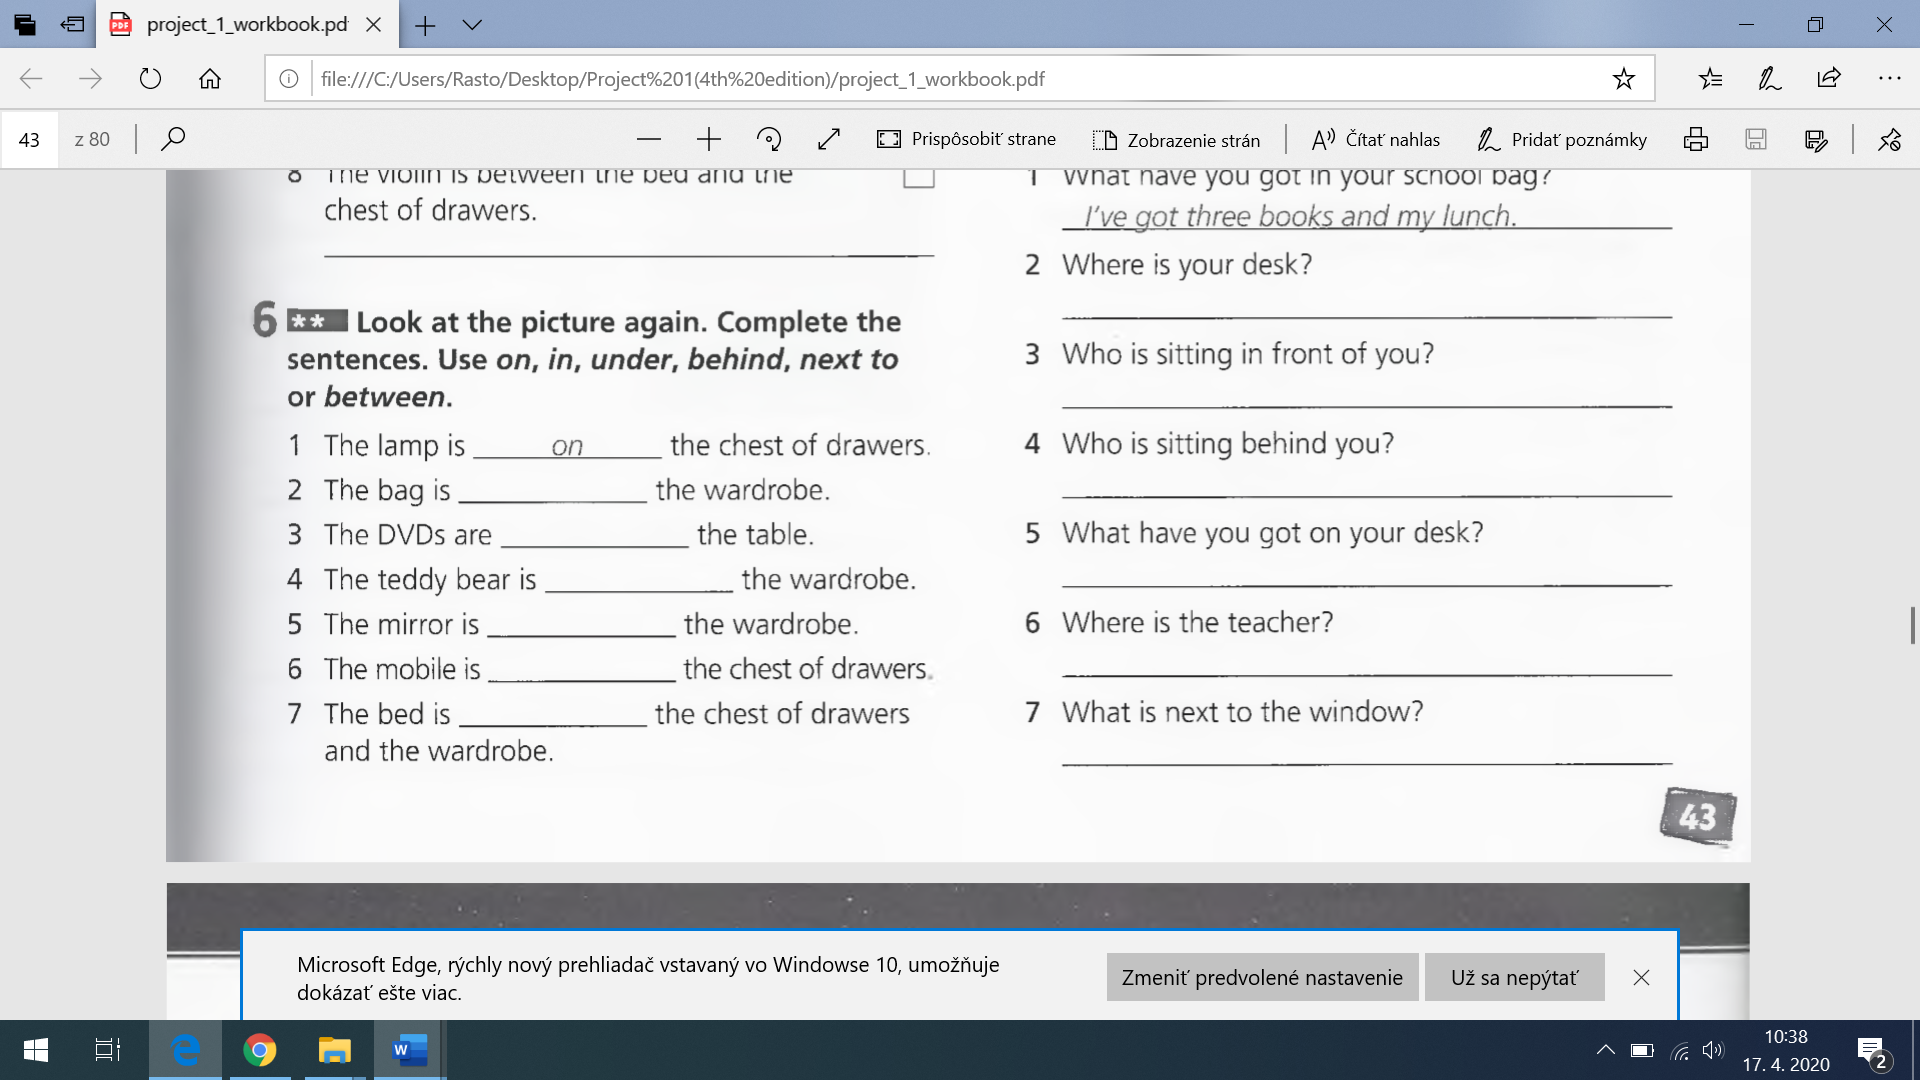 project_1_workbook.pd
file:///C:/Users/Rasto/Desktop/Project%201(4th%20edition)/project_1_workbook.pdf
43 z 80
Prispôsobiť strane
Zobrazenie strán
Čítať nahlas
Pridať poznámky
8 The violin is between the bed and the
chest of drawers.
6 ** Look at the picture again. Complete the
sentences. Use on, in, under, behind, next to
or between.
1 The lamp is on the chest of drawers.
2 The bag is the wardrobe.
3 The DVDs are the table.
4 The teddy bear is the wardrobe.
5 The mirror is the wardrobe.
6 The mobile is the chest of drawers.
7 The bed is the chest of drawers
and the wardrobe.
1 What have you got in your school bag?
I've got three books and my lunch.
2 Where is your desk?
3 Who is sitting in front of you?
4 Who is sitting behind you?
5 What have you got on your desk?
6 Where is the teacher?
7 What is next to the window?
43
Microsoft Edge, rýchly nový prehliadač vstavaný vo Windowse 10, umožňuje
dokázať ešte viac.
Zmeniť predvolené nastavenie
Už sa nepýtať
10:38
17. 4. 2020
2